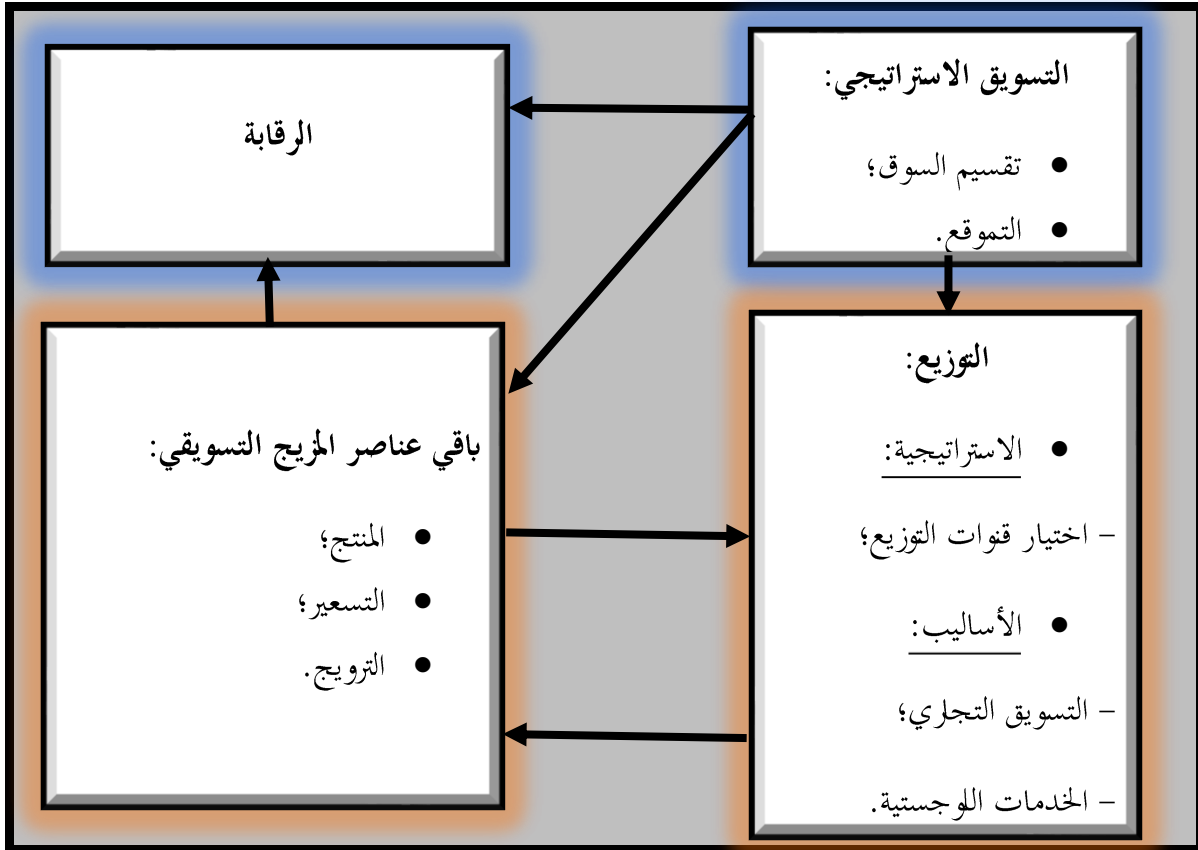 التسويق الاستراتيجي:
● تقسيم السوق؛
● التموقع.
الرقابة
التوزيع:
● الاستراتيجية:
– اختيار قنوات التوزيع؛
● الأساليب:
– التسويق التجاري؛
– الخدمات اللوجستية.
باقي عناصر المزيج التسويقي:
● المنتج؛
● التسعير؛
● الترويج.